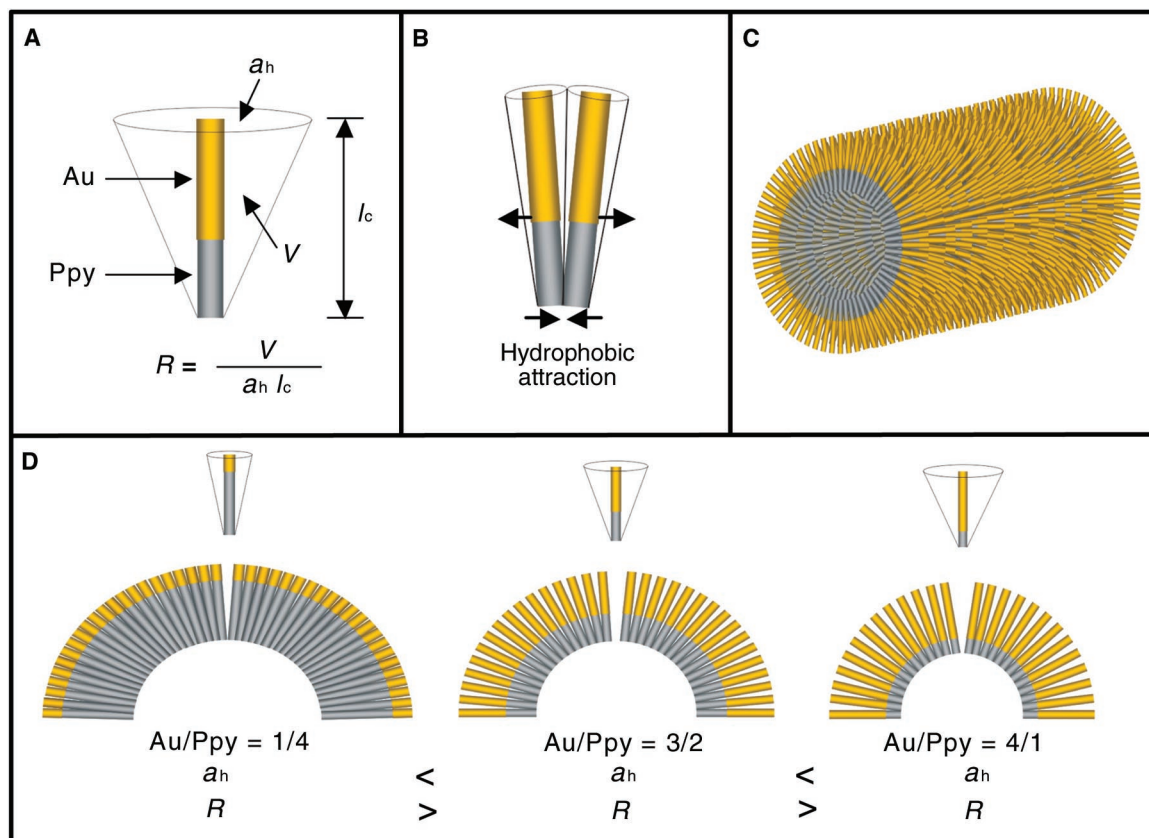 A
ah
Au
lc
V
Ppy
R = V
ah lc
B
Hydrophobic
attraction
C
D
Au/Ppy = 1/4 Au/Ppy = 3/2 Au/Ppy = 4/1
ah < ah < ah
R > R > R